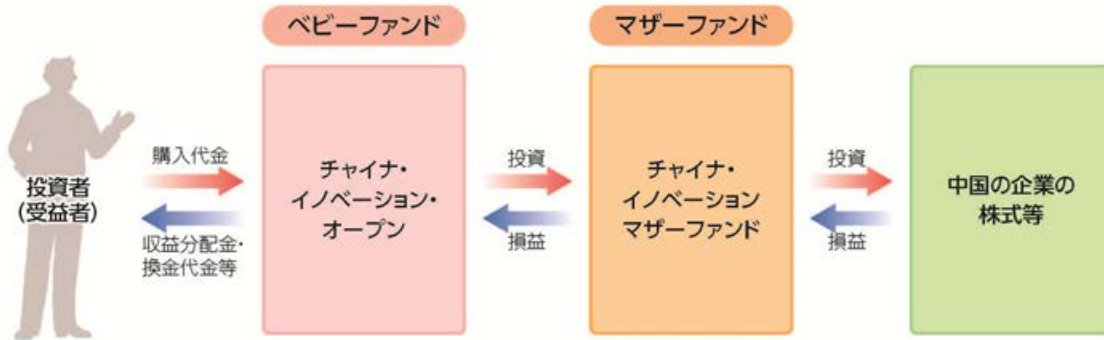 ベビーファンド
マザーファンド
投資者
(受益者)
購入代金
収益分配金・
換金代金等
チャイナ・
イノベーション・
オープン
投資
損益
チャイナ・
イノベーション
マザーファンド
投資
損益
中国の企業の
株式等